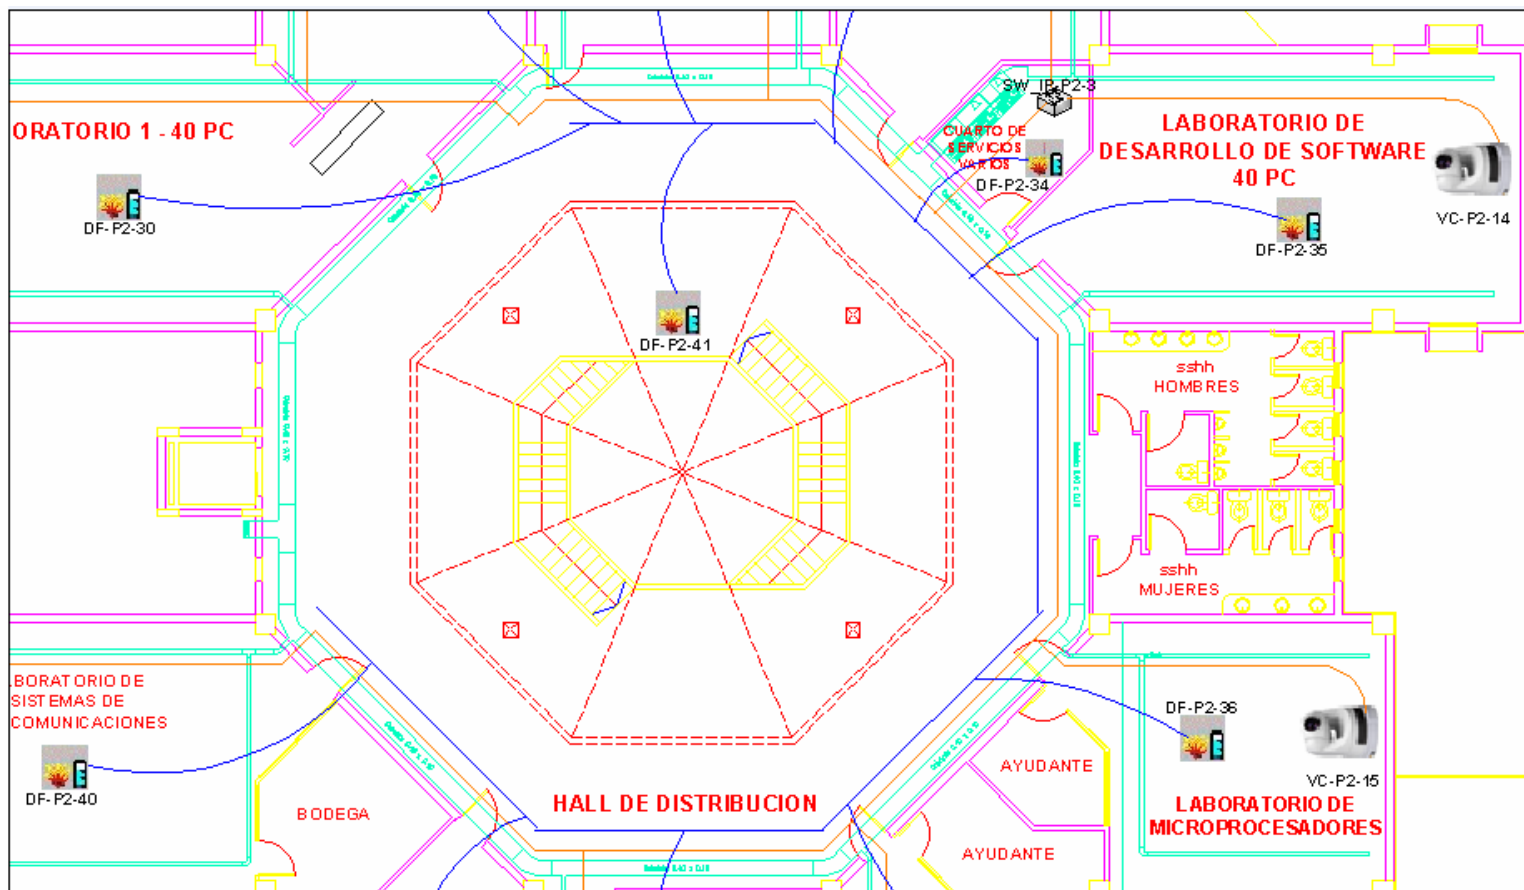 SW_IP-P2-3
ORATORIO 1 - 40 PC
CUARTO DE
SERVICIOS
VARIOS
LABORATORIO DE
DESARROLLO DE SOFTWARE
40 PC
DF-P2-34
DF-P2-30
VC-P2-14
DF-P2-35
DF-P2-41
sshh
HOMBRES
sshh
MUJERES
BORATORIO DE
SISTEMAS DE
COMUNICACIONES
DF-P2-40
DF-P2-36
VC-P2-15
AYUDANTE
HALL DE DISTRIBUCION
LABORATORIO DE
MICROPROCESADORES
BODEGA
AYUDANTE